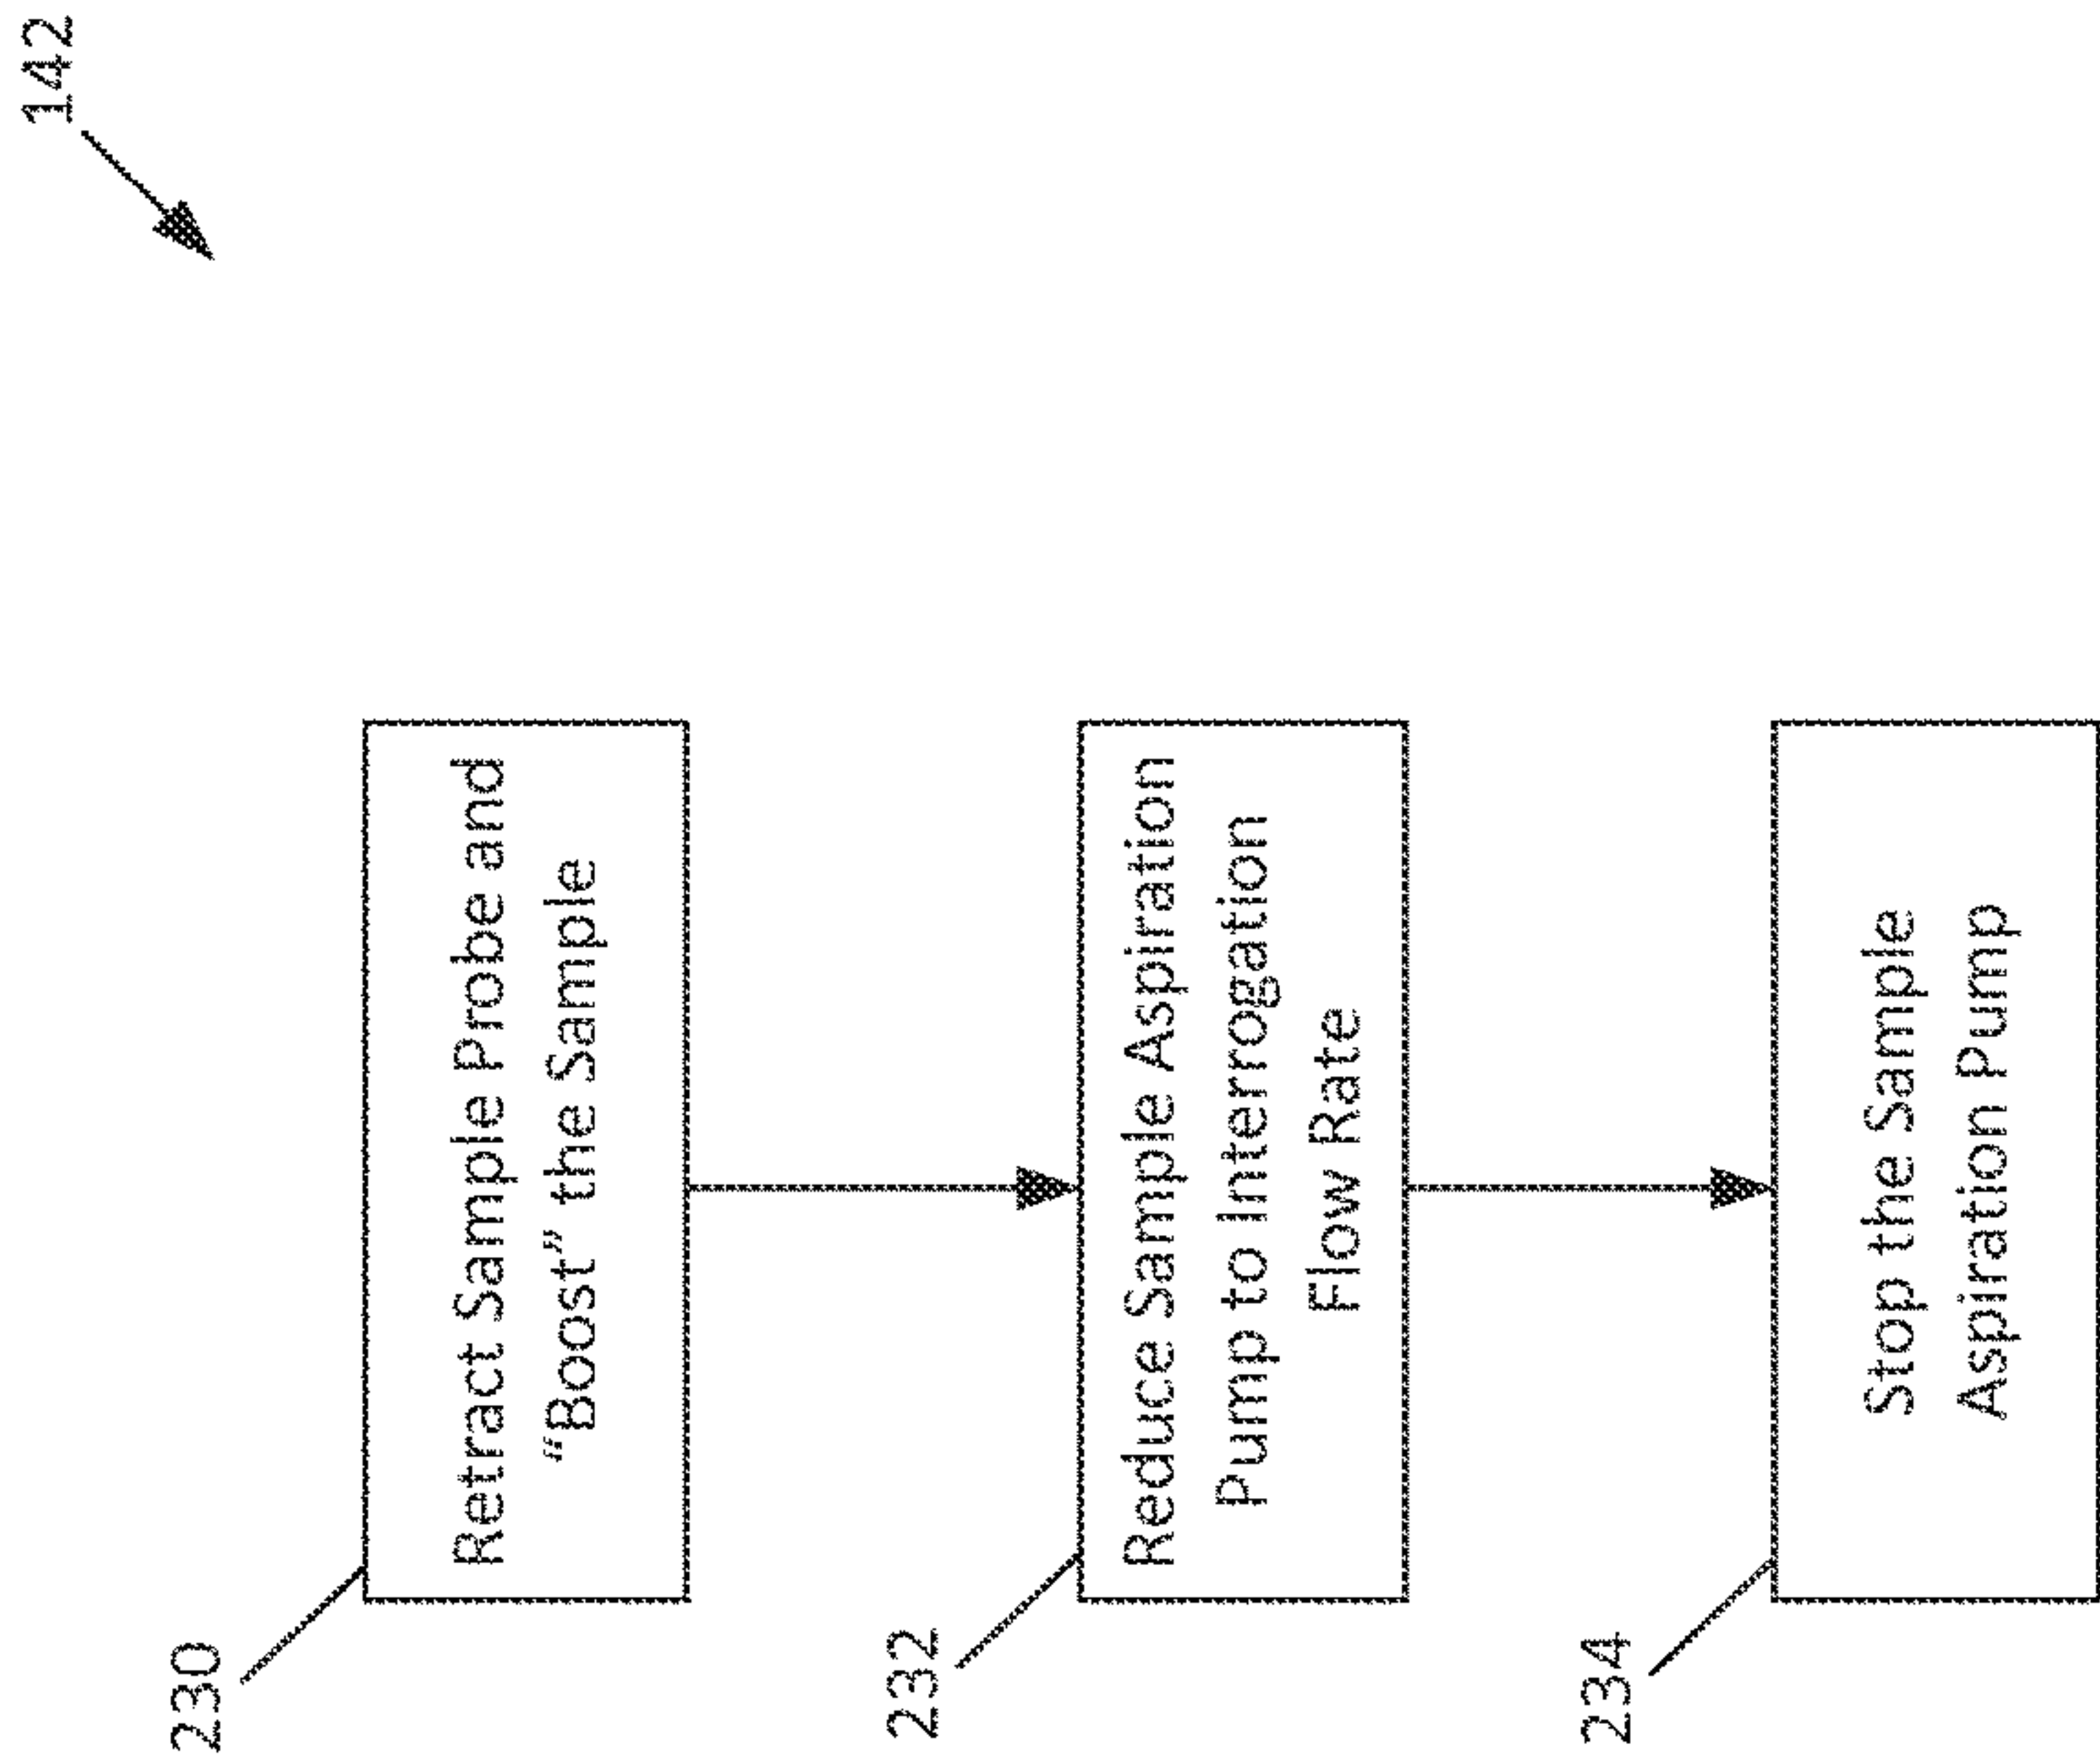 142
230
Retract Sample Probe and
“Boost” the Sample
232
Reduce Sample Aspiration
Pump to Interrogation
Flow Rate
234
Stop the Sample
Aspiration Pump